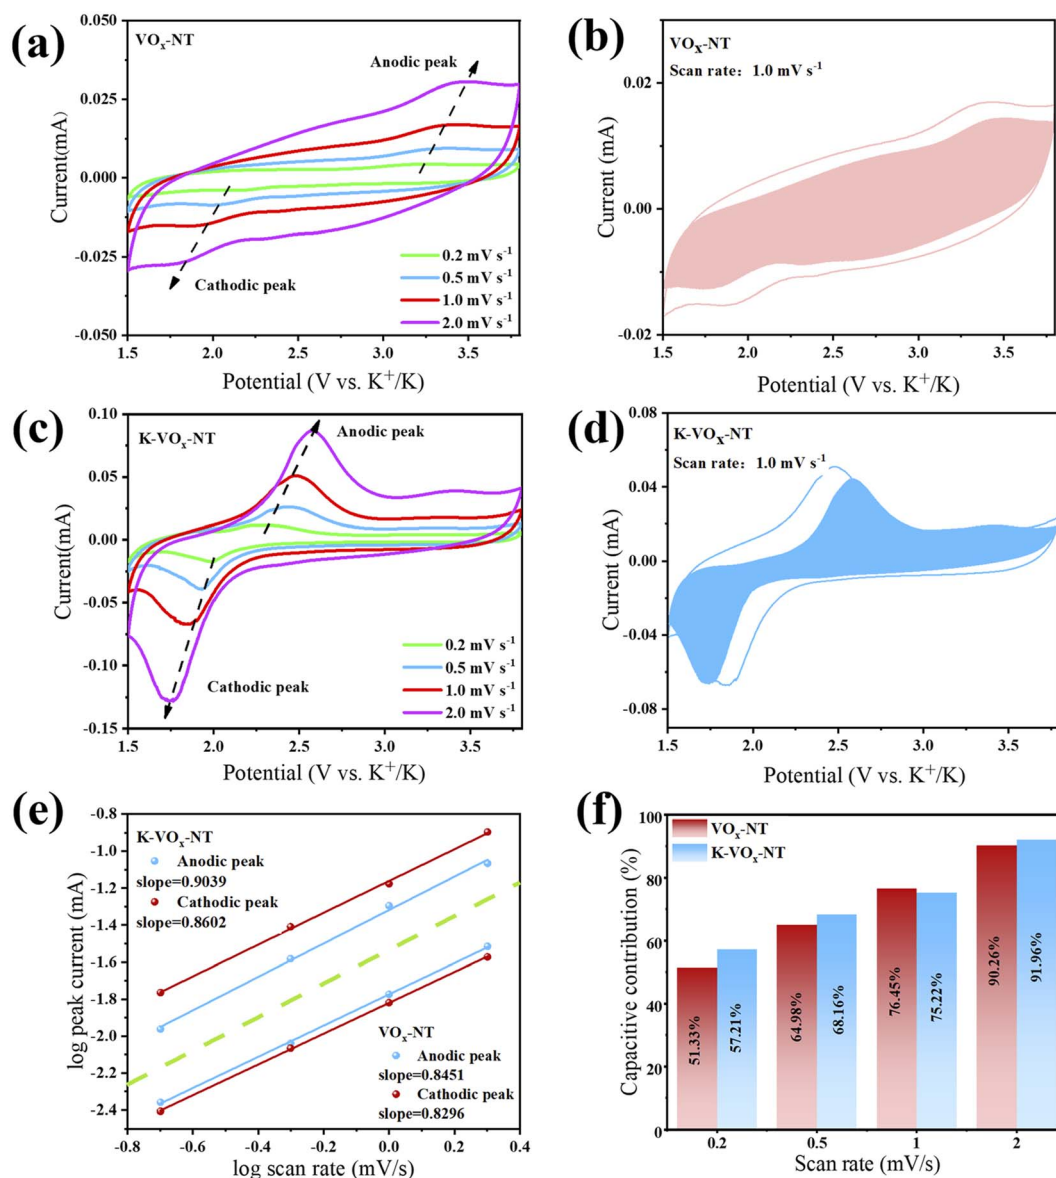 (a)
VOₓ-NT
Anodic peak
Cathodic peak
0.2 mV s⁻¹
0.5 mV s⁻¹
1.0 mV s⁻¹
2.0 mV s⁻¹
0.050
0.025
0.000
-0.025
-0.050
Current(mA)
1.5 2.0 2.5 3.0 3.5
Potential (V vs. K⁺/K)
(b)
VOₓ-NT
Scan rate: 1.0 mV s⁻¹
0.02
0.00
-0.02
Current (mA)
1.5 2.0 2.5 3.0 3.5
Potential (V vs. K⁺/K)
(c)
K-VOₓ-NT
Anodic peak
Cathodic peak
0.2 mV s⁻¹
0.5 mV s⁻¹
1.0 mV s⁻¹
2.0 mV s⁻¹
0.10
0.05
0.00
-0.05
-0.10
-0.15
Current(mA)
1.5 2.0 2.5 3.0 3.5
Potential (V vs. K⁺/K)
(d)
K-VOₓ-NT
Scan rate: 1.0 mV s⁻¹
0.08
0.04
0.00
-0.04
-0.08
Current (mA)
1.5 2.0 2.5 3.0 3.5
Potential (V vs. K⁺/K)
(e)
K-VOₓ-NT
Anodic peak
slope=0.9039
Cathodic peak
slope=0.8602
VOₓ-NT
Anodic peak
slope=0.8451
Cathodic peak
slope=0.8296
-0.8
-1.0
-1.2
-1.4
-1.6
-1.8
-2.0
-2.2
-2.4
log peak current (mA)
-0.8 -0.6 -0.4 -0.2 0.0 0.2 0.4
log scan rate (mV/s)
(f)
VOₓ-NT
K-VOₓ-NT
100
80
60
40
20
0
Capacitive contribution (%)
51.33%
57.21%
64.98%
68.16%
76.45%
75.22%
90.26%
91.96%
0.2 0.5 1 2
Scan rate (mV/s)